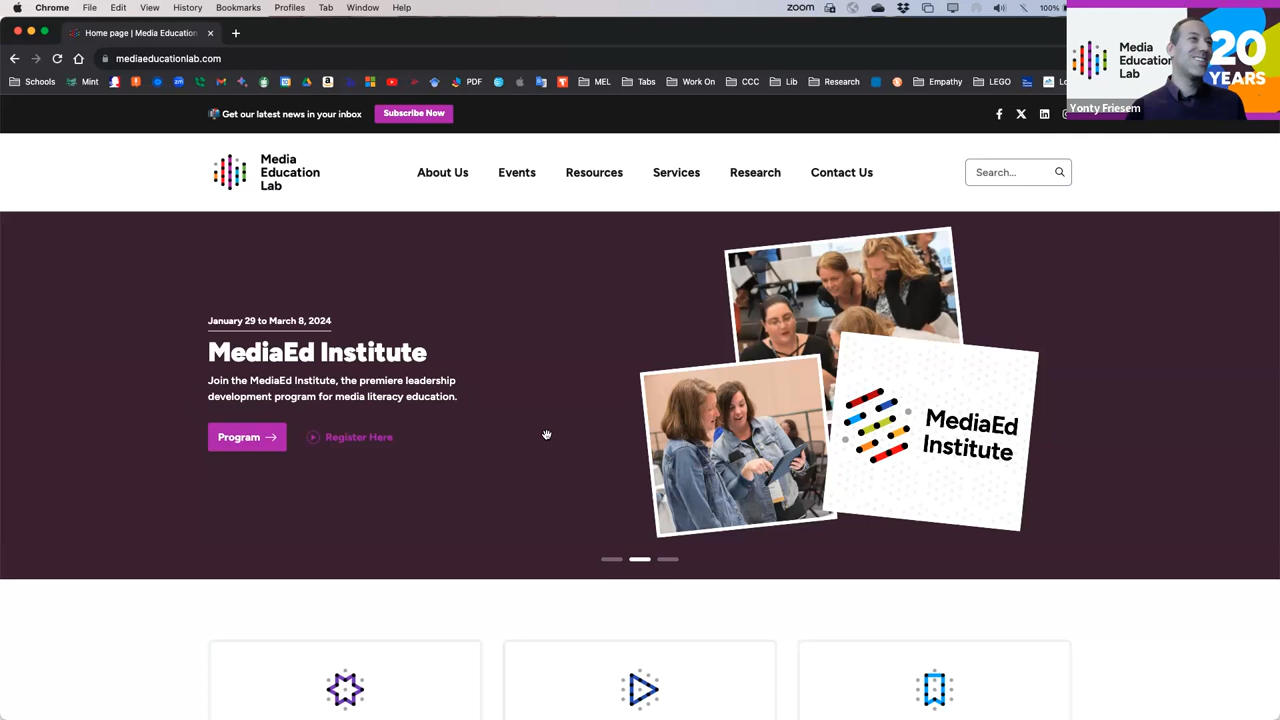 Chrome File Edit View History Bookmarks Profiles Tab Window Help
zoom 100%
Home page | Media Education
mediaeducationlab.com
Schools Mint PDF MEL Tabs Work On CCC Lib Research Empathy LEGO
Media
Education
Lab
20
YEARS
Yonty Friesem
Get our latest news in your inbox Subscribe Now
Media
Education
Lab
About Us Events Resources Services Research Contact Us
Search...
January 29 to March 8, 2024
MediaEd Institute
Join the MediaEd Institute, the premiere leadership
development program for media literacy education.
Program → Register Here
MediaEd
Institute